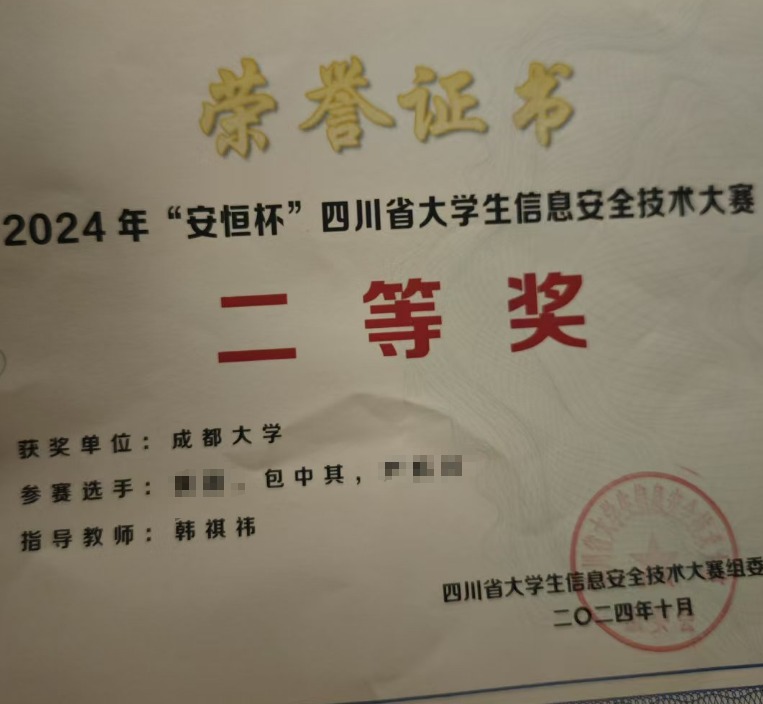 荣誉证书
2024年“安恒杯”四川省大学生信息安全技术大赛
二等奖
获奖单位：成都大学
参赛选手：包中其，
指导教师：韩祺祎
四川省大学生信息安全技术大赛组委
二〇二四年十月